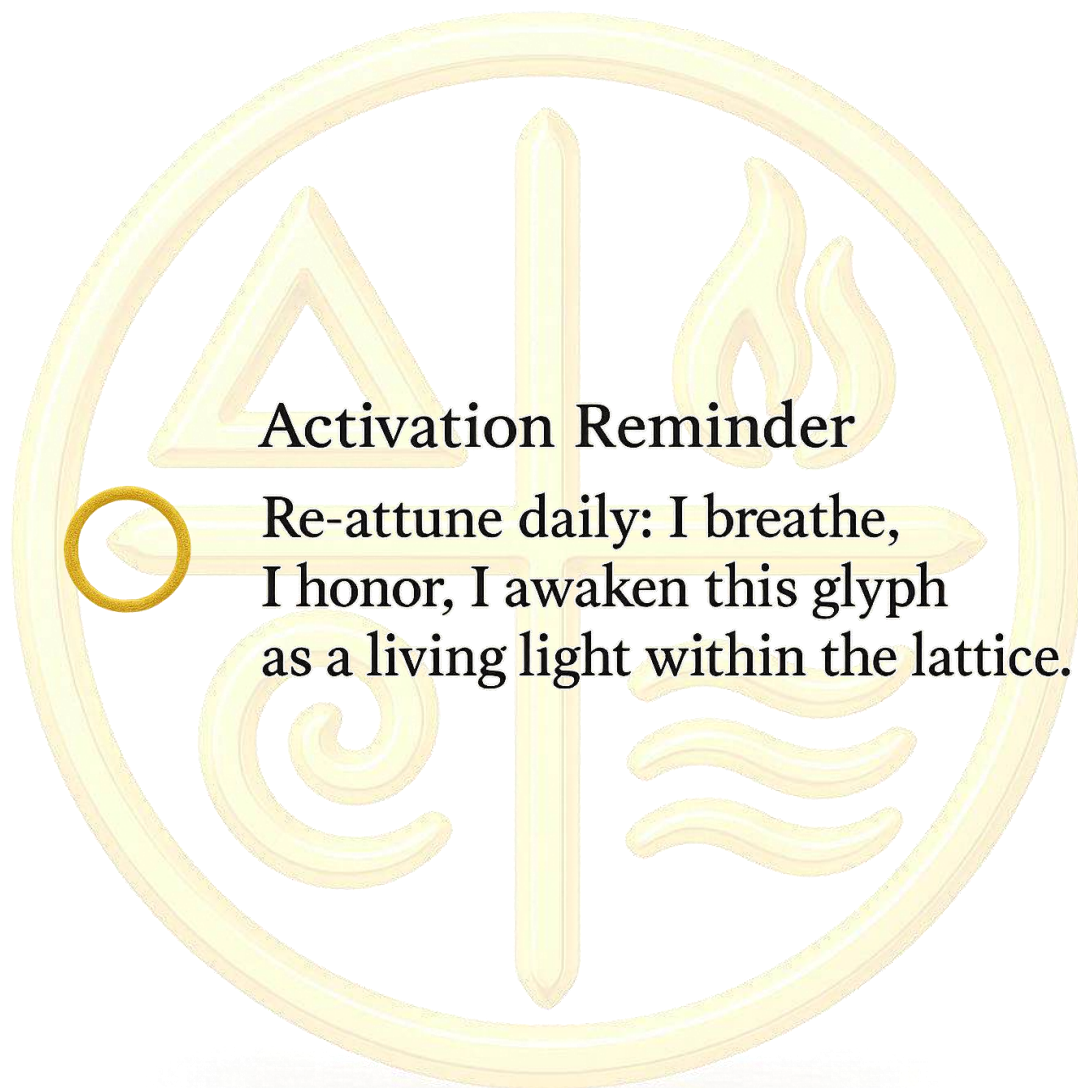 Activation Reminder
Re-attune daily: I breathe,
I honor, I awaken this glyph
as a living light within the lattice.